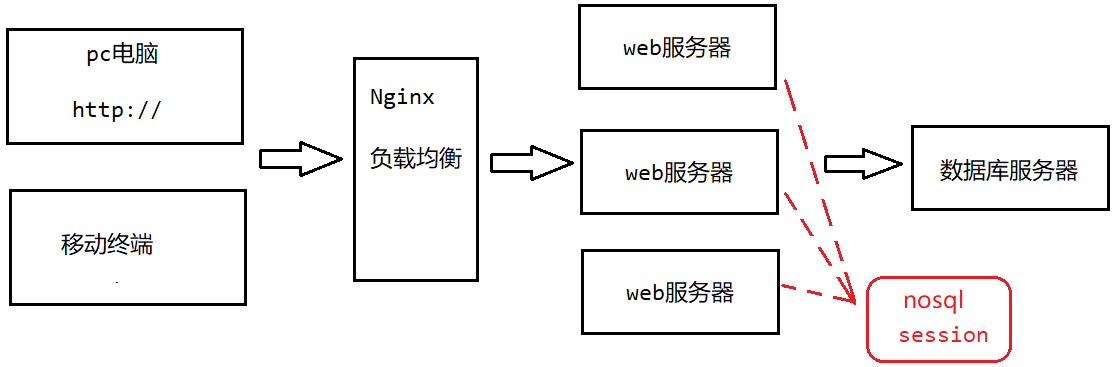 pc电脑
http://
移动终端
Nginx
负载均衡
web服务器
web服务器
web服务器
数据库服务器
nosql
session